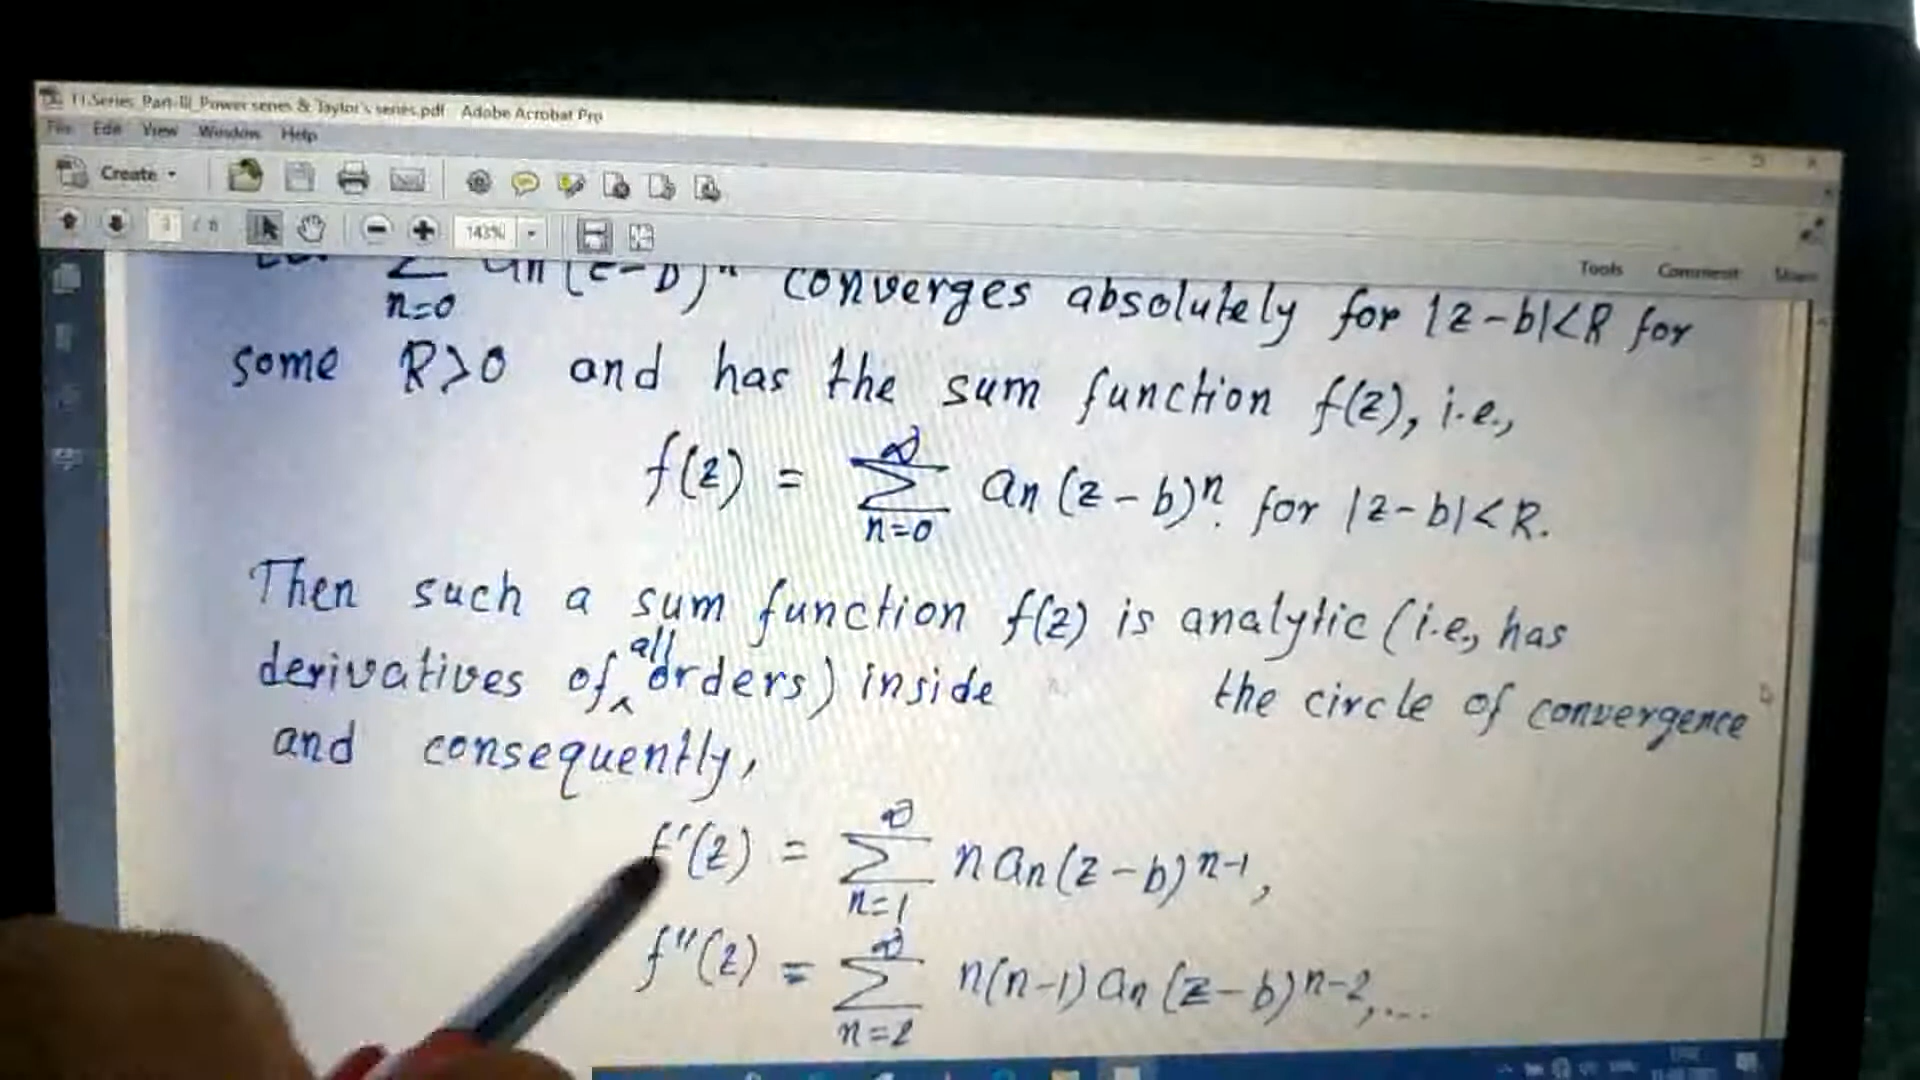 11.Series_Part-III_Power series & Taylor's series.pdf - Adobe Acrobat Pro
File Edit View Window Help
Create
3 / 143%
Tools Comment Share
∑ n=0 an(z-b)ⁿ converges absolutely for |z-b|<R for
some R>0 and has the sum function f(z), i.e.,
f(z) = ∑ n=0 ∞ an(z-b)ⁿ. for |z-b|<R.
Then such a sum function f(z) is analytic (i.e., has
derivatives of all orders) inside the circle of convergence
and consequently,
f'(z) = ∑ n=1 ∞ n an(z-b)ⁿ⁻¹,
f''(z) = ∑ n=2 ∞ n(n-1) an(z-b)ⁿ⁻²,....